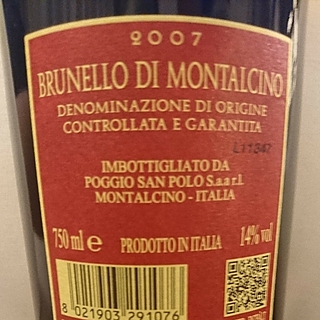 2007
BRUNELLO DI MONTALCINO
DENOMINAZIONE DI ORIGINE
CONTROLLATA E GARANTITA
L11347
IMBOTTIGLIATO DA
POGGIO SAN POLO S.a.a r.l.
MONTALCINO - ITALIA
750 ml e PRODOTTO IN ITALIA 14% vol
8 021903 291076